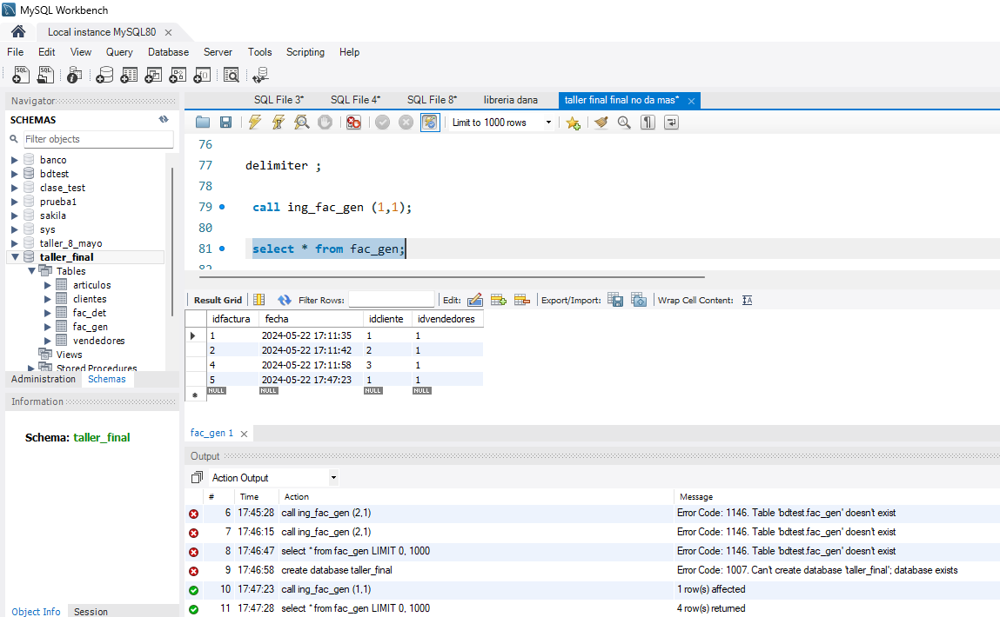 MySQL Workbench
Local instance MySQL80
File Edit View Query Database Server Tools Scripting Help
Navigator
SCHEMAS
Filter objects
banco
bdtest
clase_test
prueba1
sakila
sys
taller_8_mayo
taller_final
Tables
articulos
clientes
fac_det
fac_gen
vendedores
Views
Stored Procedures
Administration Schemas
Information
Schema: taller_final
Object Info Session
SQL File 3* SQL File 4* SQL File 8* libreria dana taller final final no da mas*
Limit to 1000 rows
76
77 delimiter ;
78
79 call ing_fac_gen (1,1);
80
81 select * from fac_gen;
82
Result Grid Filter Rows: Edit: Export/Import: Wrap Cell Content:
idfactura fecha idcliente idvendedores
1 2024-05-22 17:11:35 1 1
2 2024-05-22 17:11:42 2 1
4 2024-05-22 17:11:58 3 1
5 2024-05-22 17:47:23 1 1
NULL NULL NULL NULL
fac_gen 1
Output
Action Output
# Time Action Message
6 17:45:28 call ing_fac_gen (2,1) Error Code: 1146. Table 'bdtest.fac_gen' doesn't exist
7 17:46:15 call ing_fac_gen (2,1) Error Code: 1146. Table 'bdtest.fac_gen' doesn't exist
8 17:46:47 select * from fac_gen LIMIT 0, 1000 Error Code: 1146. Table 'bdtest.fac_gen' doesn't exist
9 17:46:58 create database taller_final Error Code: 1007. Can't create database 'taller_final'; database exists
10 17:47:23 call ing_fac_gen (1,1) 1 row(s) affected
11 17:47:28 select * from fac_gen LIMIT 0, 1000 4 row(s) returned